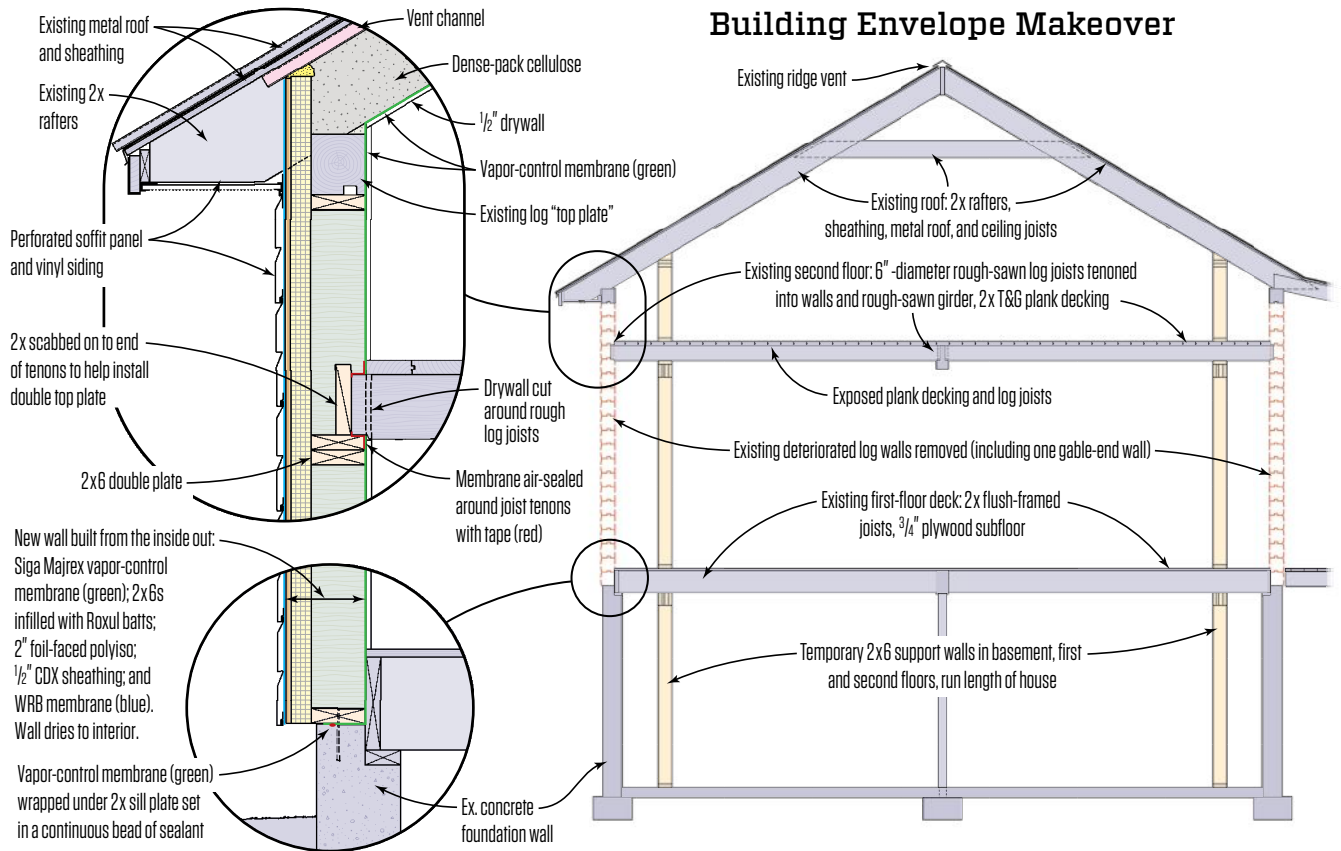 Building Envelope Makeover
Existing metal roof
and sheathing
Vent channel
Existing 2x
rafters
Dense-pack cellulose
1/2" drywall
Vapor-control membrane (green)
Existing log “top plate”
Perforated soffit panel
and vinyl siding
2x scabbed on to end
of tenons to help install
double top plate
Drywall cut
around rough
log joists
2x6 double plate
Membrane air-sealed
around joist tenons
with tape (red)
New wall built from the inside out:
Siga Majrex vapor-control
membrane (green); 2x6s
infilled with Roxul batts;
2" foil-faced polyiso;
1/2" CDX sheathing; and
WRB membrane (blue).
Wall dries to interior.
Vapor-control membrane (green)
wrapped under 2x sill plate set
in a continuous bead of sealant
Ex. concrete
foundation wall
Existing ridge vent
Existing roof: 2x rafters,
sheathing, metal roof, and ceiling joists
Existing second floor: 6" -diameter rough-sawn log joists tenoned
into walls and rough-sawn girder, 2x T&G plank decking
Exposed plank decking and log joists
Existing deteriorated log walls removed (including one gable-end wall)
Existing first-floor deck: 2x flush-framed
joists, 3/4" plywood subfloor
Temporary 2x6 support walls in basement, first
and second floors, run length of house